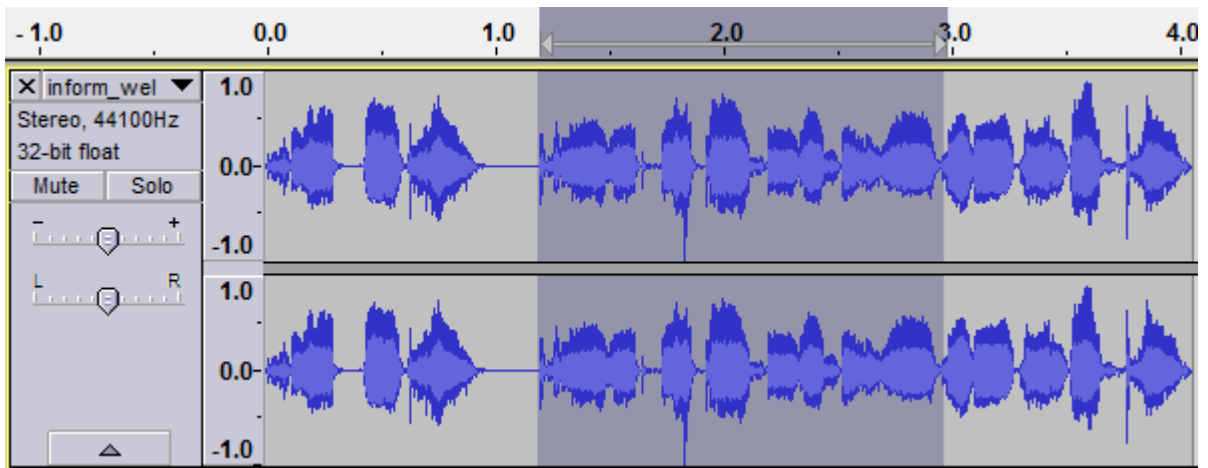 - 1.0 0.0 1.0 2.0 3.0 4.0
X inform_wel ▼
Stereo, 44100Hz
32-bit float
Mute Solo
- +
L R
1.0
0.0-
-1.0
1.0
0.0-
-1.0